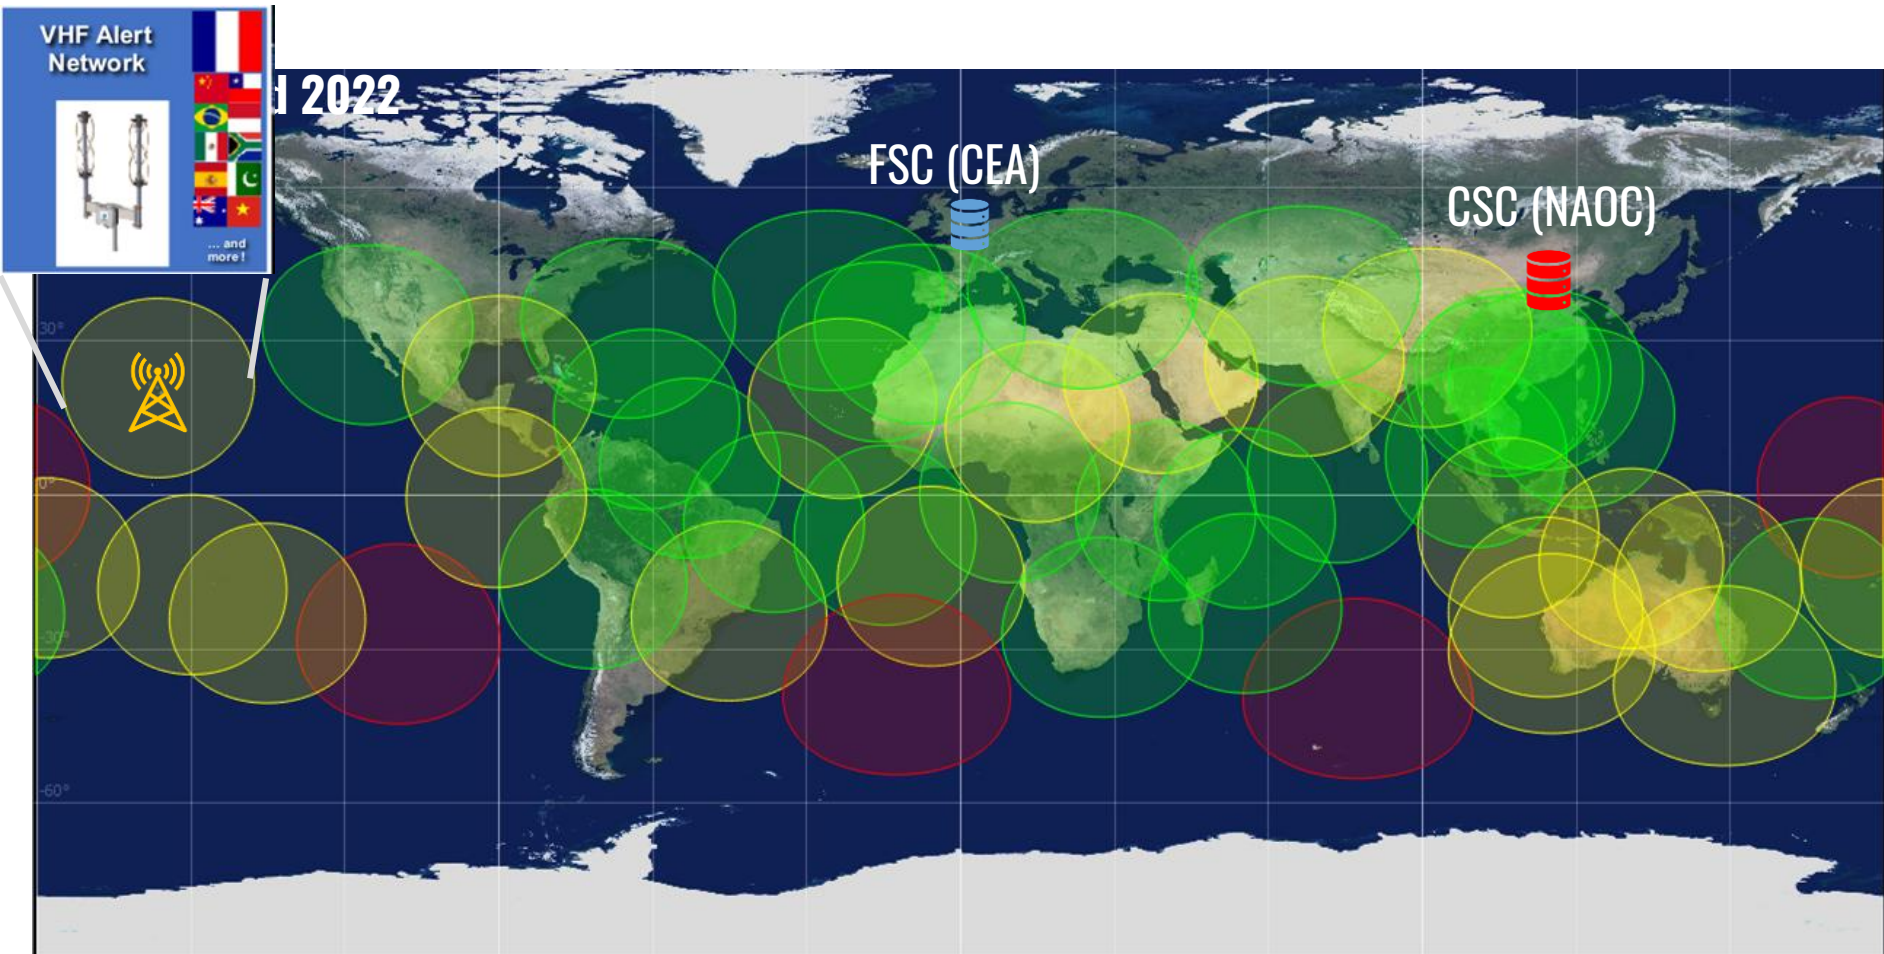 VHF Alert
Network
... and
more !
2022
FSC (CEA)
CSC (NAOC)
30°
0°
-30°
-60°